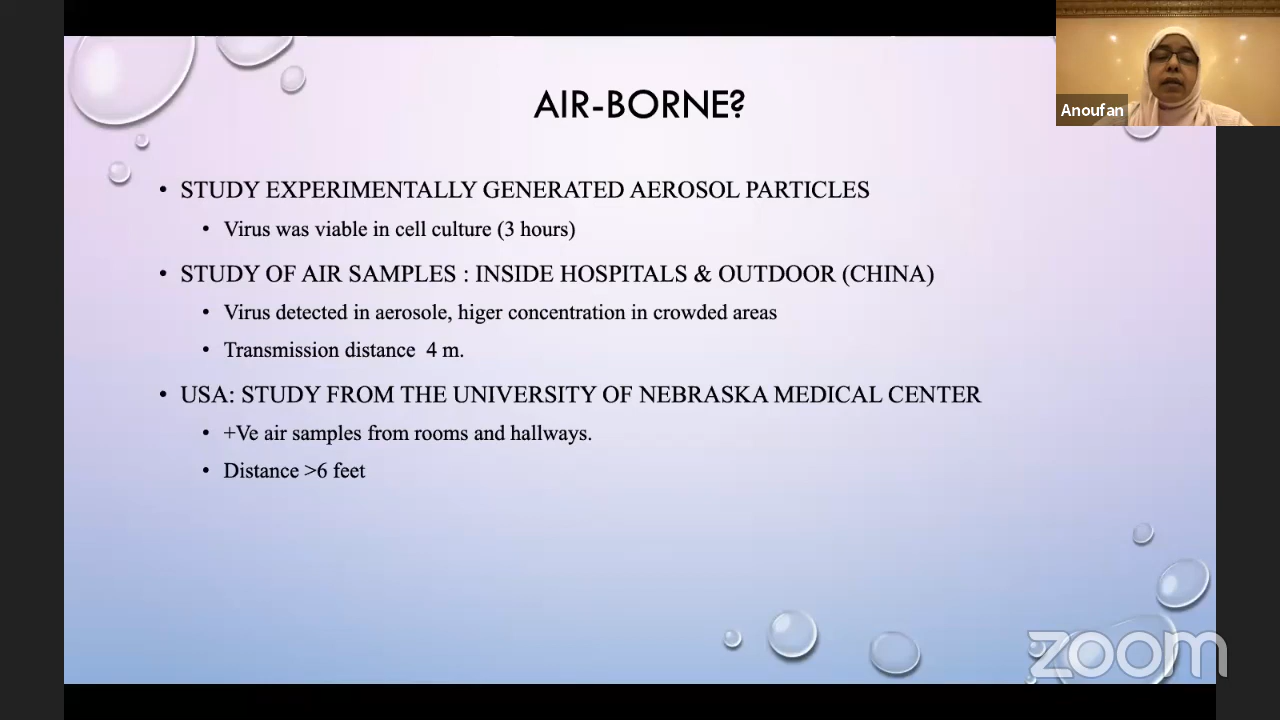 AIR-BORNE?
Anoufan
• STUDY EXPERIMENTALLY GENERATED AEROSOL PARTICLES
• Virus was viable in cell culture (3 hours)
• STUDY OF AIR SAMPLES : INSIDE HOSPITALS & OUTDOOR (CHINA)
• Virus detected in aerosole, higer concentration in crowded areas
• Transmission distance 4 m.
• USA: STUDY FROM THE UNIVERSITY OF NEBRASKA MEDICAL CENTER
• +Ve air samples from rooms and hallways.
• Distance >6 feet
zoom